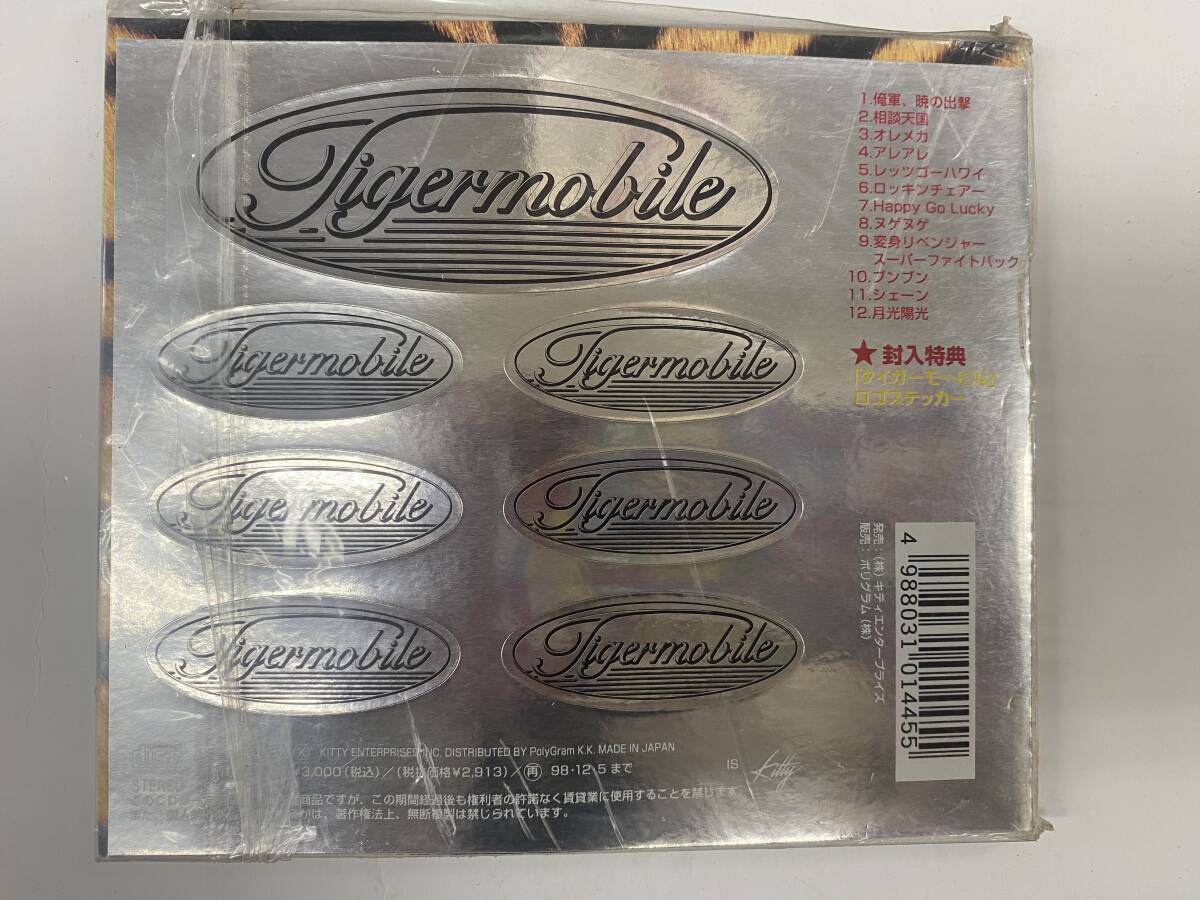 Tigermobile
Tigermobile
Tigermobile
Tigermobile
Tigermobile
Tigermobile
Tigermobile
1.俺軍、暁の出撃
2.相談天国
3.オレメカ
4.アレアレ
5.レッツゴーハワイ
6.ロッキンチェアー
7.Happy Go Lucky
8.ヌゲヌゲ
9.変身リベンジャー
スーパーファイトバック
10.ブンブン
11.シェーン
12.月光陽光
★封入特典
「タイガーモービル」
ロゴステッカー
発売:(株)キティエンタープライズ
販売:ポリグラム(株)
4 988031 014455
disc
STEREO
KITTY ENTERPRISES, INC. DISTRIBUTED BY PolyGram K.K. MADE IN JAPAN
¥3,000(税込)/(税抜価格¥2,913)/再 98・12・5まで
IS Kitty
商品ですが、この期間経過後も権利者の許諾なく賃貸業に使用することを禁じます。
また、は、著作権法上、無断複製は禁じられています。